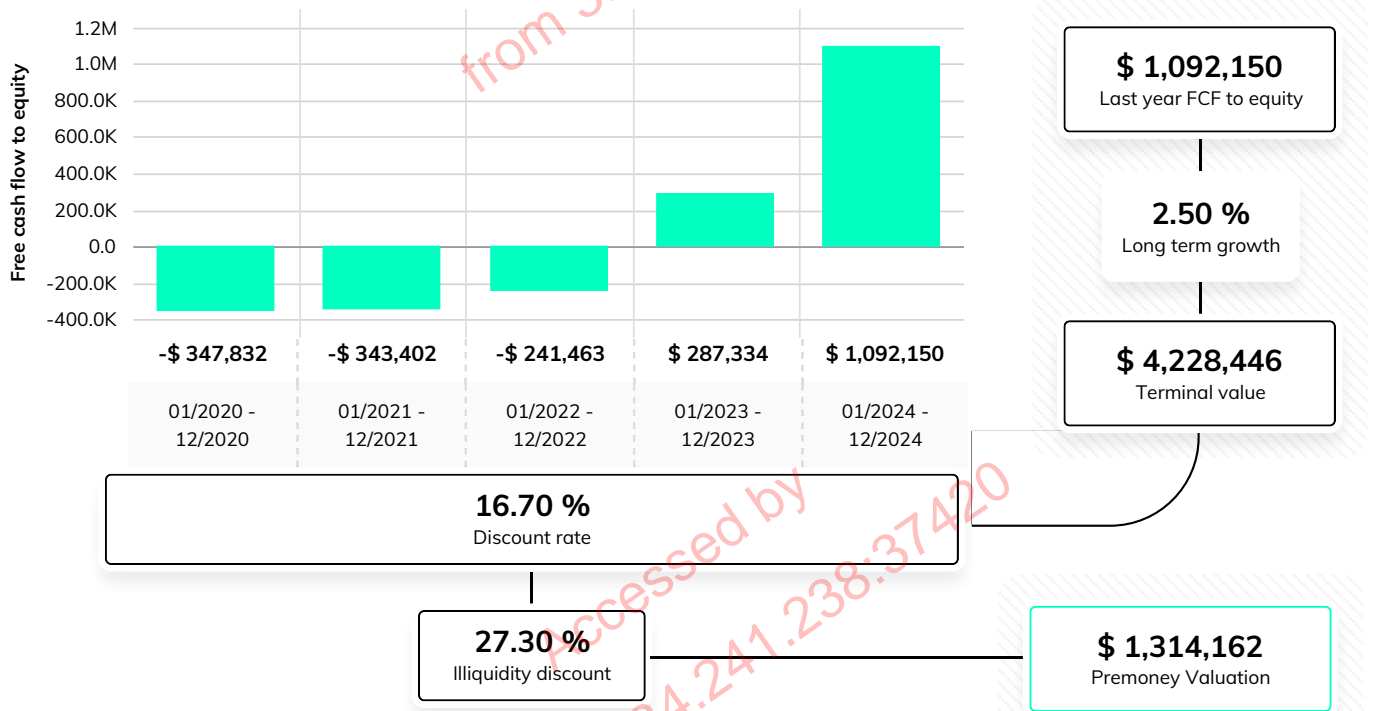 Free cash flow to equity
1.2M
1.0M
800.0K
600.0K
400.0K
200.0K
0.0
-200.0K
-400.0K
-$ 347,832
-$ 343,402
-$ 241,463
$ 287,334
$ 1,092,150
01/2020 -
12/2020
01/2021 -
12/2021
01/2022 -
12/2022
01/2023 -
12/2023
01/2024 -
12/2024
16.70 %
Discount rate
27.30 %
Illiquidity discount
$ 1,092,150
Last year FCF to equity
2.50 %
Long term growth
$ 4,228,446
Terminal value
$ 1,314,162
Premoney Valuation
from
Accessed by
4.241.238:37420